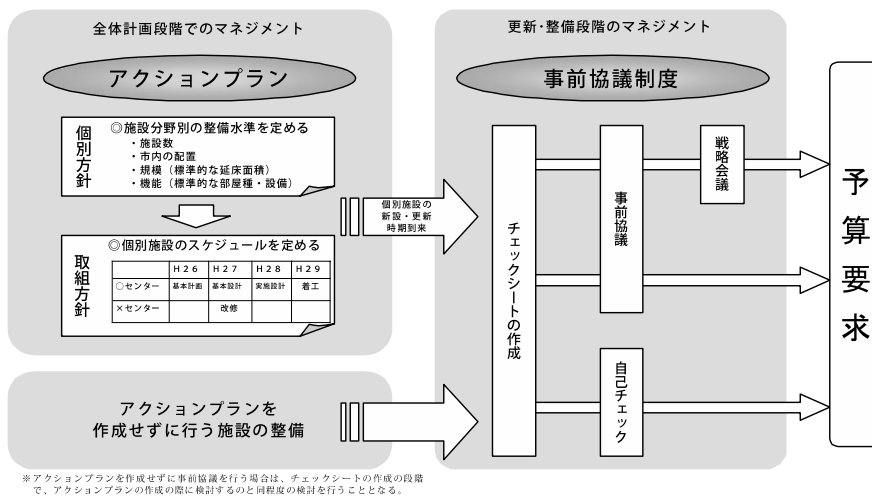 全体計画段階でのマネジメント
アクションプラン
個別方針
◎施設分野別の整備水準を定める
・施設数
・市内の配置
・規模（標準的な延床面積）
・機能（標準的な部屋種・設備）
取組方針
◎個別施設のスケジュールを定める
Ｈ２６ Ｈ２７ Ｈ２８ Ｈ２９
○センター 基本計画 基本設計 実施設計 着工
×センター 改修
アクションプランを
作成せずに行う施設の整備
個別施設の
新設・更新
時期到来
更新・整備段階のマネジメント
事前協議制度
チェックシートの作成
事前協議
戦略会議
自己チェック
予算要求
※アクションプランを作成せずに事前協議を行う場合は、チェックシートの作成の段階
で、アクションプランの作成の際に検討するのと同程度の検討を行うこととなる。